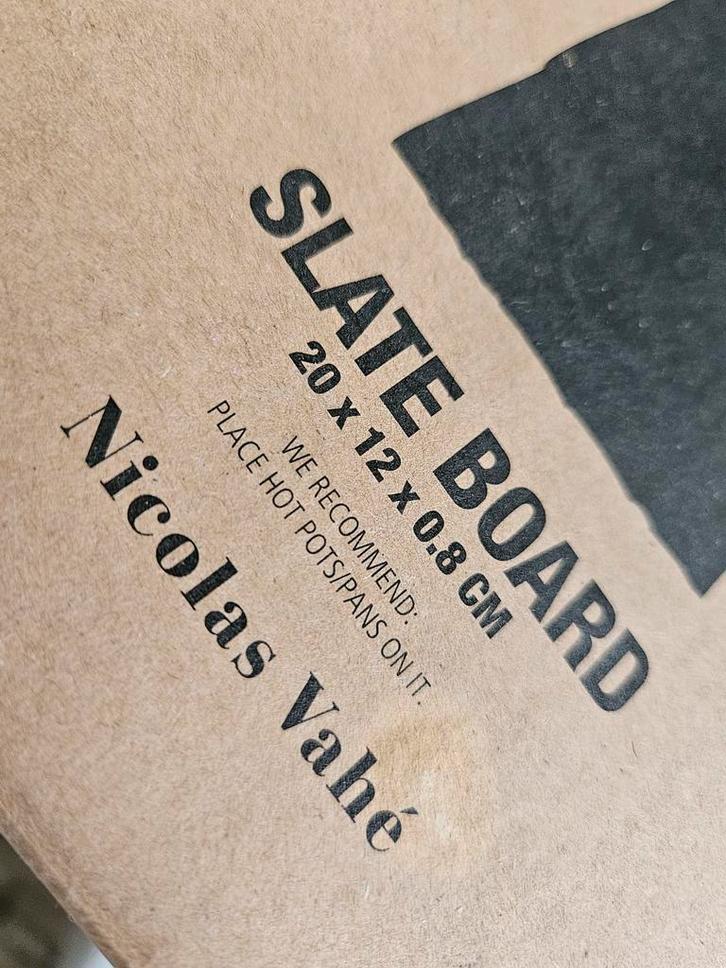 SLATE BOARD
20 x 12 x 0.8 CM
WE RECOMMEND:
PLACE HOT POTS/PANS ON IT.
Nicolas Vahé